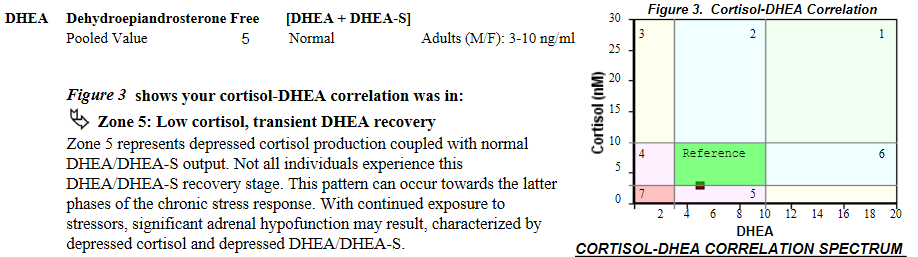 DHEA Dehydroepiandrosterone Free [DHEA + DHEA-S]
Pooled Value 5 Normal Adults (M/F): 3-10 ng/ml
Figure 3 shows your cortisol-DHEA correlation was in:
Zone 5: Low cortisol, transient DHEA recovery
Zone 5 represents depressed cortisol production coupled with normal
DHEA/DHEA-S output. Not all individuals experience this
DHEA/DHEA-S recovery stage. This pattern can occur towards the latter
phases of the chronic stress response. With continued exposure to
stressors, significant adrenal hypofunction may result, characterized by
depressed cortisol and depressed DHEA/DHEA-S.
Figure 3. Cortisol-DHEA Correlation
Cortisol (nM)
30
25
20
15
10
5
0
3 2 1
4 Reference 6
7 5
2 4 6 8 10 12 14 16 18 20
DHEA
CORTISOL-DHEA CORRELATION SPECTRUM